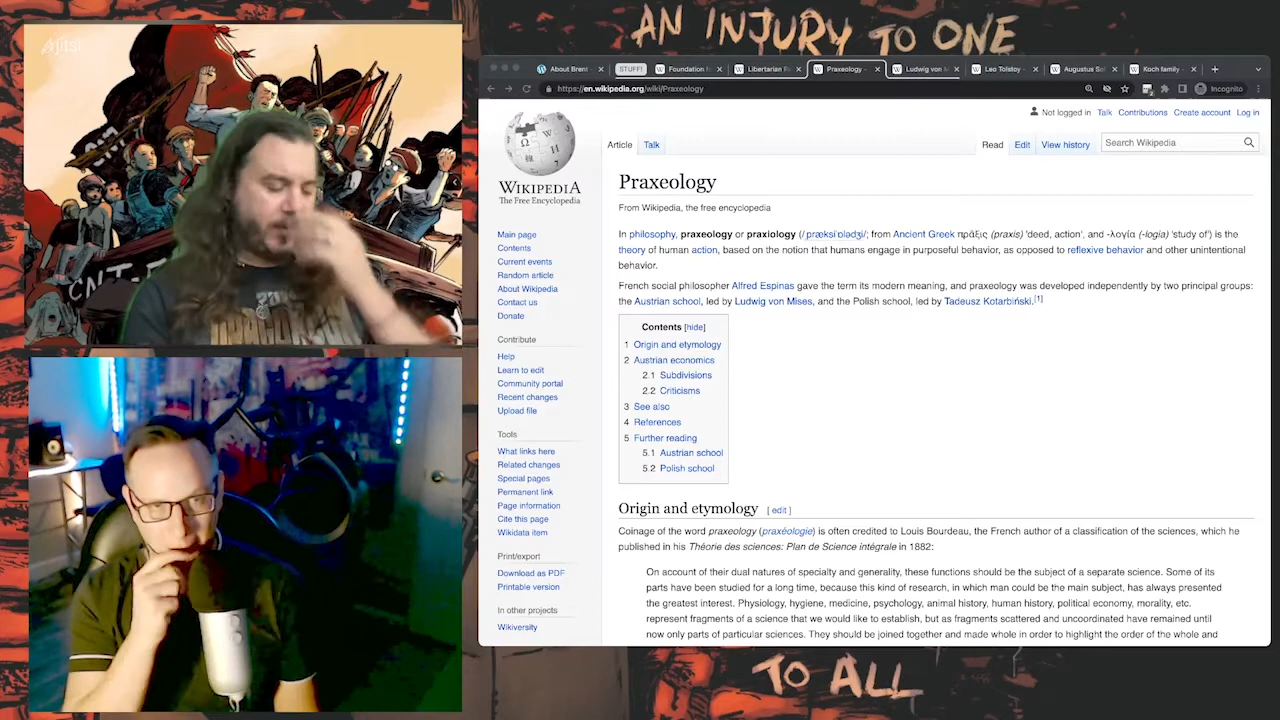 AN INJURY TO ONE
jitsi
CNT-F
About Brent
STUFF!
Foundation f
Libertarian
Praxeology -
Ludwig von M
Leo Tolstoy -
Augustus Sol
Koch family -
https://en.wikipedia.org/wiki/Praxeology
Incognito
Not logged in Talk Contributions Create account Log in
Article Talk
Read Edit View history
Search Wikipedia
WIKIPEDIA
The Free Encyclopedia
Main page
Contents
Current events
Random article
About Wikipedia
Contact us
Donate
Contribute
Help
Learn to edit
Community portal
Recent changes
Upload file
Tools
What links here
Related changes
Special pages
Permanent link
Page information
Cite this page
Wikidata item
Print/export
Download as PDF
Printable version
In other projects
Wikiversity
Praxeology
From Wikipedia, the free encyclopedia
In philosophy, praxeology or praxiology (/ˌpræksiˈɒlədʒi/; from Ancient Greek πρᾶξις (praxis) 'deed, action', and -λογία (-logia) 'study of') is the
theory of human action, based on the notion that humans engage in purposeful behavior, as opposed to reflexive behavior and other unintentional
behavior.
French social philosopher Alfred Espinas gave the term its modern meaning, and praxeology was developed independently by two principal groups:
the Austrian school, led by Ludwig von Mises, and the Polish school, led by Tadeusz Kotarbiński.[1]
Contents [hide]
1 Origin and etymology
2 Austrian economics
2.1 Subdivisions
2.2 Criticisms
3 See also
4 References
5 Further reading
5.1 Austrian school
5.2 Polish school
Origin and etymology [ edit ]
Coinage of the word praxeology (praxéologie) is often credited to Louis Bourdeau, the French author of a classification of the sciences, which he
published in his Théorie des sciences: Plan de Science intégrale in 1882:
On account of their dual natures of specialty and generality, these functions should be the subject of a separate science. Some of its
parts have been studied for a long time, because this kind of research, in which man could be the main subject, has always presented
the greatest interest. Physiology, hygiene, medicine, psychology, animal history, human history, political economy, morality, etc.
represent fragments of a science that we would like to establish, but as fragments scattered and uncoordinated have remained until
now only parts of particular sciences. They should be joined together and made whole in order to highlight the order of the whole and
TO ALL